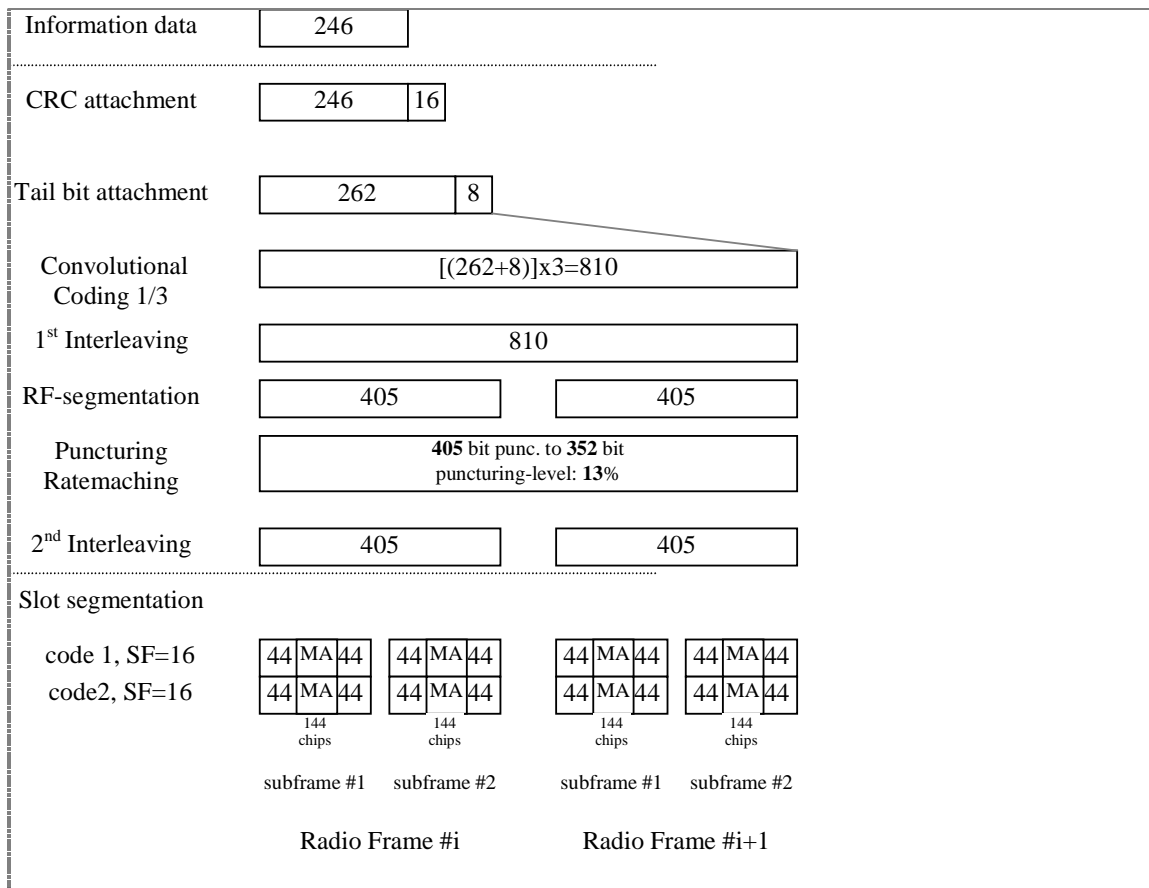 Information data 246
CRC attachment 246 16
Tail bit attachment 262 8
Convolutional
Coding 1/3
[(262+8)]x3=810
1st Interleaving 810
RF-segmentation 405 405
Puncturing
Ratemaching
405 bit punc. to 352 bit
puncturing-level: 13%
2nd Interleaving 405 405
Slot segmentation
code 1, SF=16 44 MA 44 44 MA 44 44 MA 44 44 MA 44
code2, SF=16 44 MA 44 44 MA 44 44 MA 44 44 MA 44
144 144 144 144
chips chips chips chips
subframe #1 subframe #2 subframe #1 subframe #2
Radio Frame #i Radio Frame #i+1